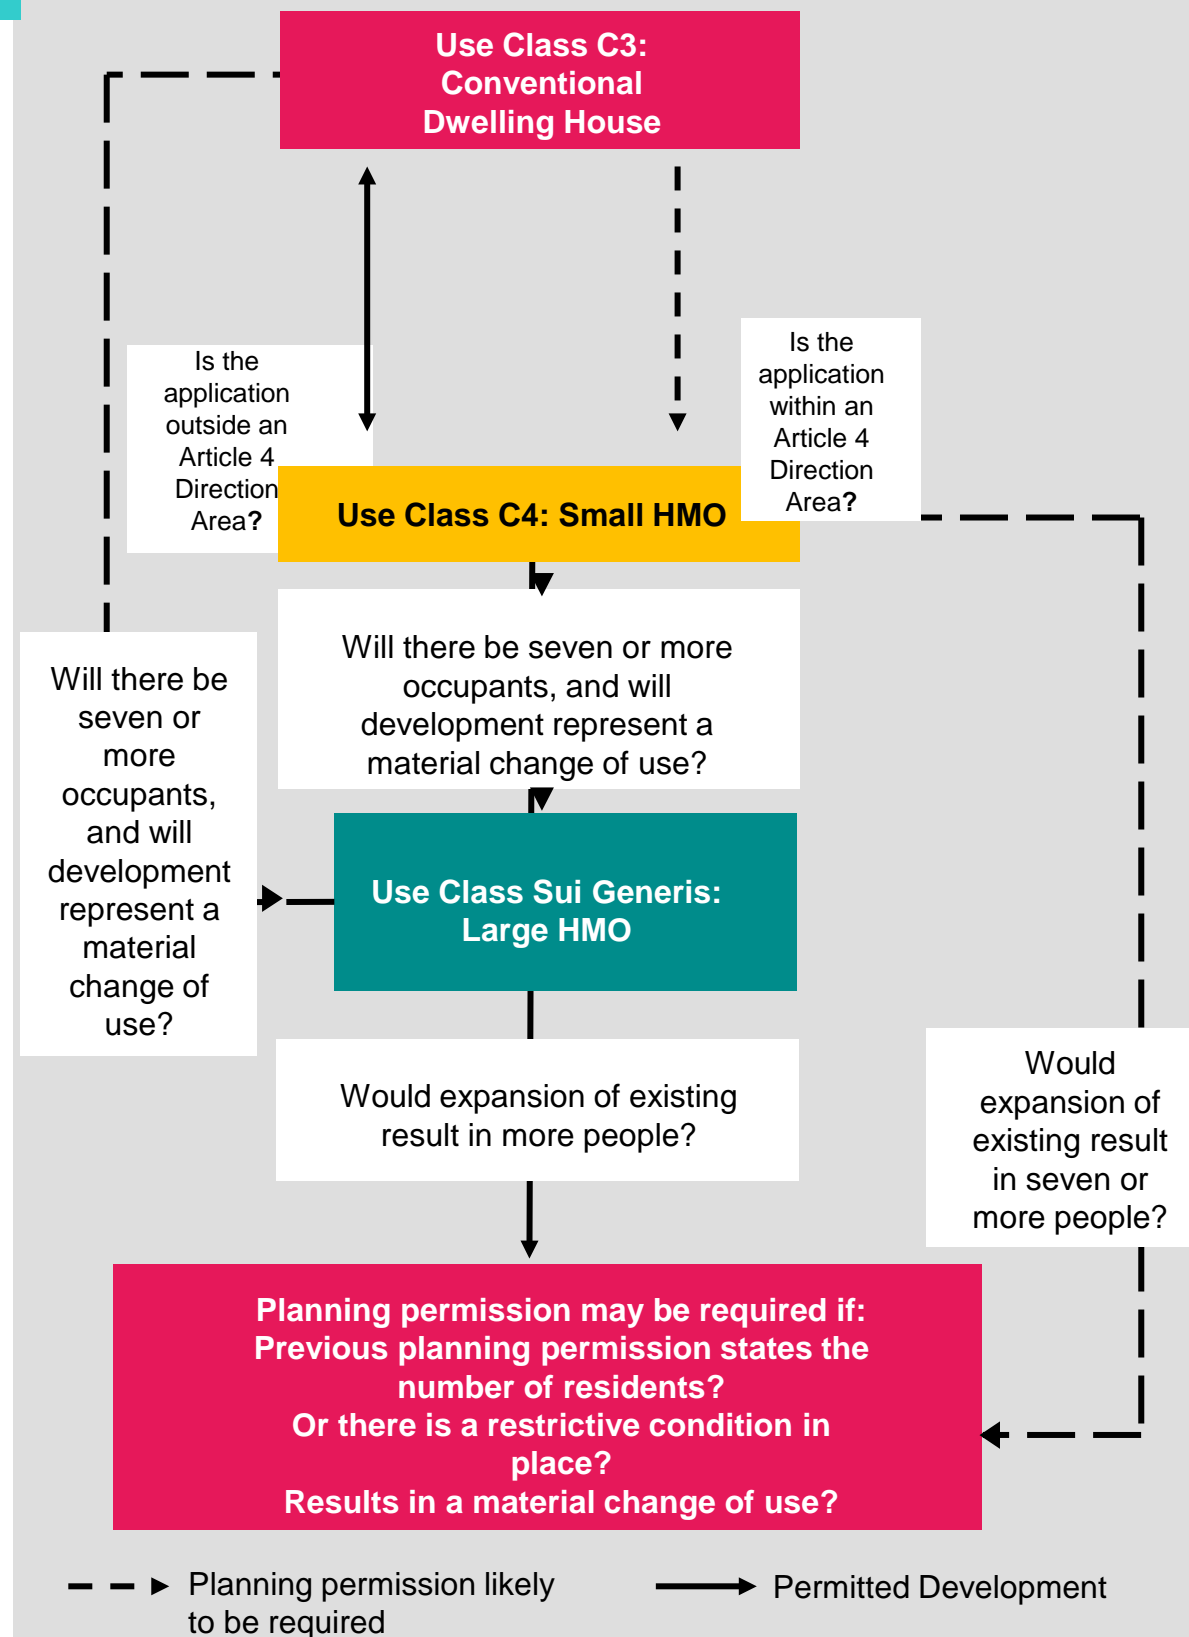 Use Class C3:
Conventional
Dwelling House
Is the
application
outside an
Article 4
Direction
Area?
Is the
application
within an
Article 4
Direction
Area?
Use Class C4: Small HMO
Will there be seven or more
occupants, and will
development represent a
material change of use?
Will there be
seven or
more
occupants,
and will
development
represent a
material
change of
use?
Use Class Sui Generis:
Large HMO
Would expansion of existing
result in more people?
Would
expansion of
existing result
in seven or
more people?
Planning permission may be required if:
Previous planning permission states the
number of residents?
Or there is a restrictive condition in
place?
Results in a material change of use?
Planning permission likely
to be required
Permitted Development